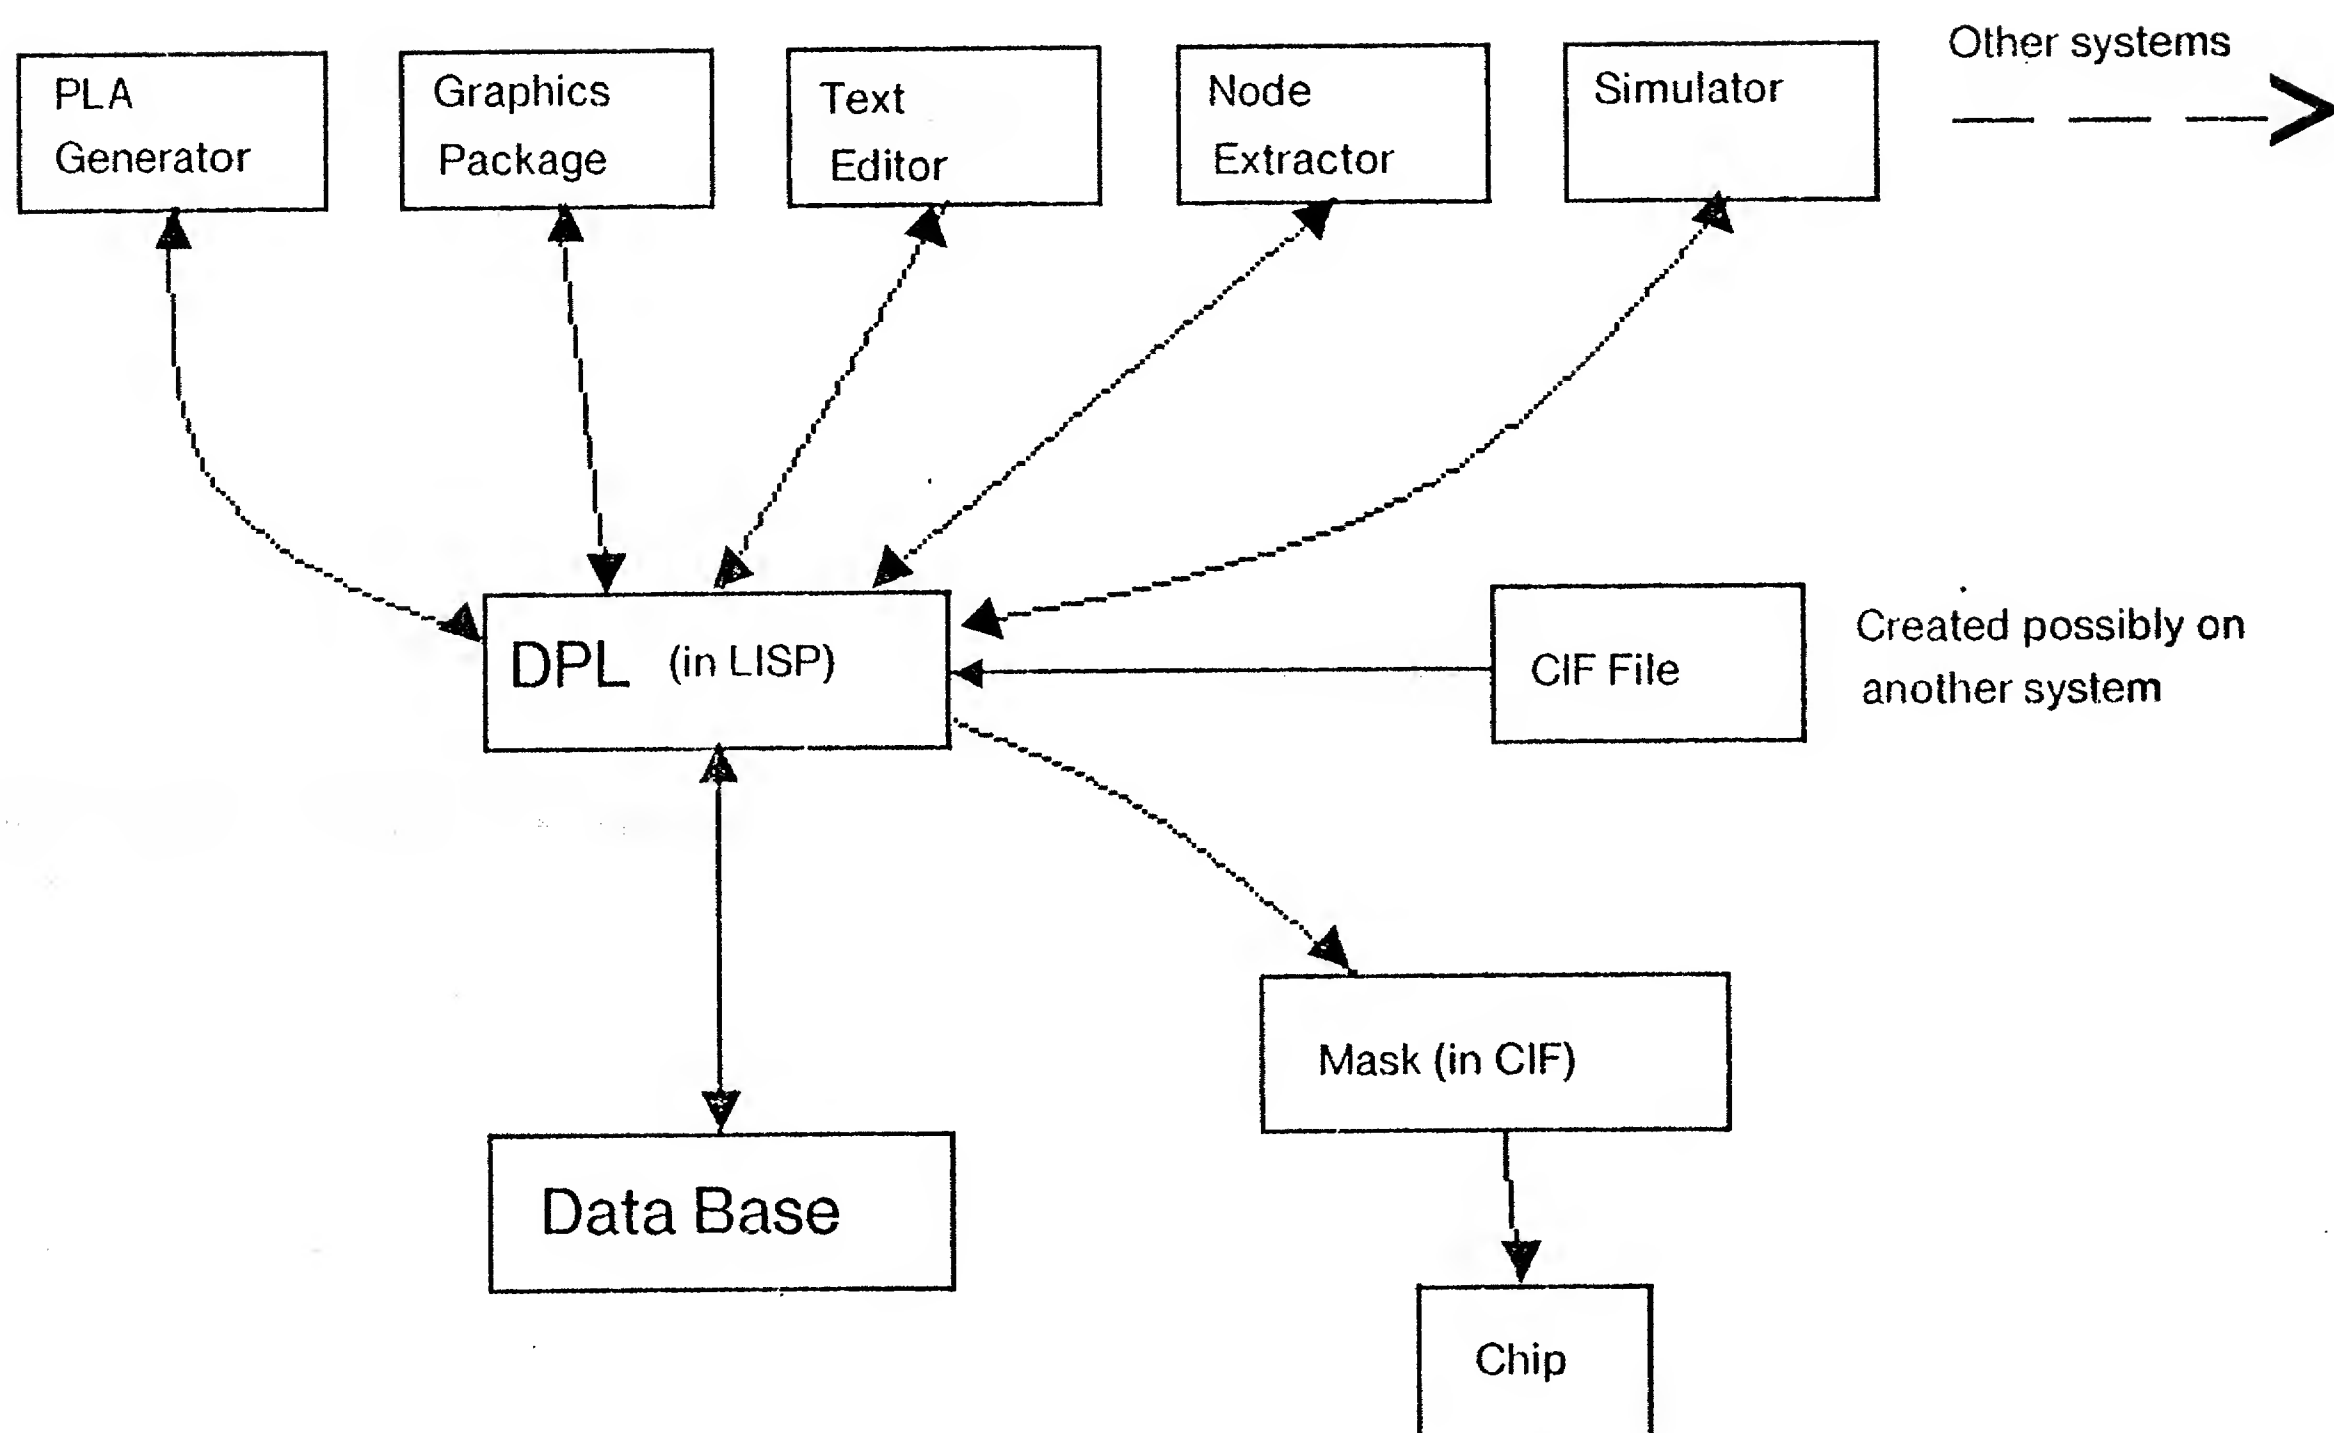 PLA
Generator
Graphics
Package
Text
Editor
Node
Extractor
Simulator
Other systems
DPL (in LISP)
CIF File
Created possibly on
another system
Mask (in CIF)
Data Base
Chip